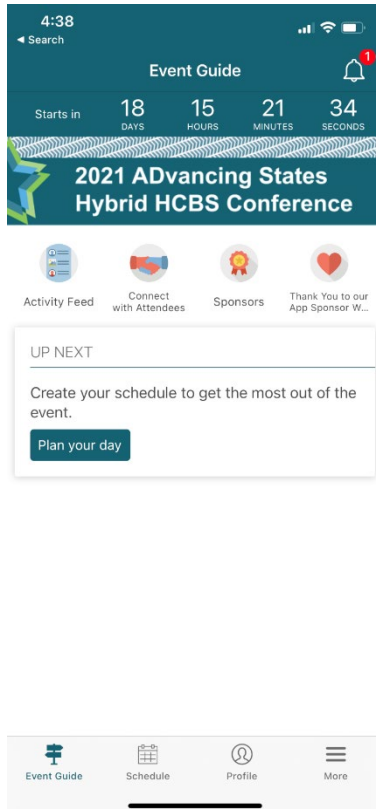 4:38
◀ Search
Event Guide
1
Starts in
18 15 21 34
DAYS HOURS MINUTES SECONDS
2021 ADvancing States
Hybrid HCBS Conference
Activity Feed
Connect
with Attendees
Sponsors
Thank You to our
App Sponsor W...
UP NEXT
Create your schedule to get the most out of the
event.
Plan your day
Event Guide Schedule Profile More